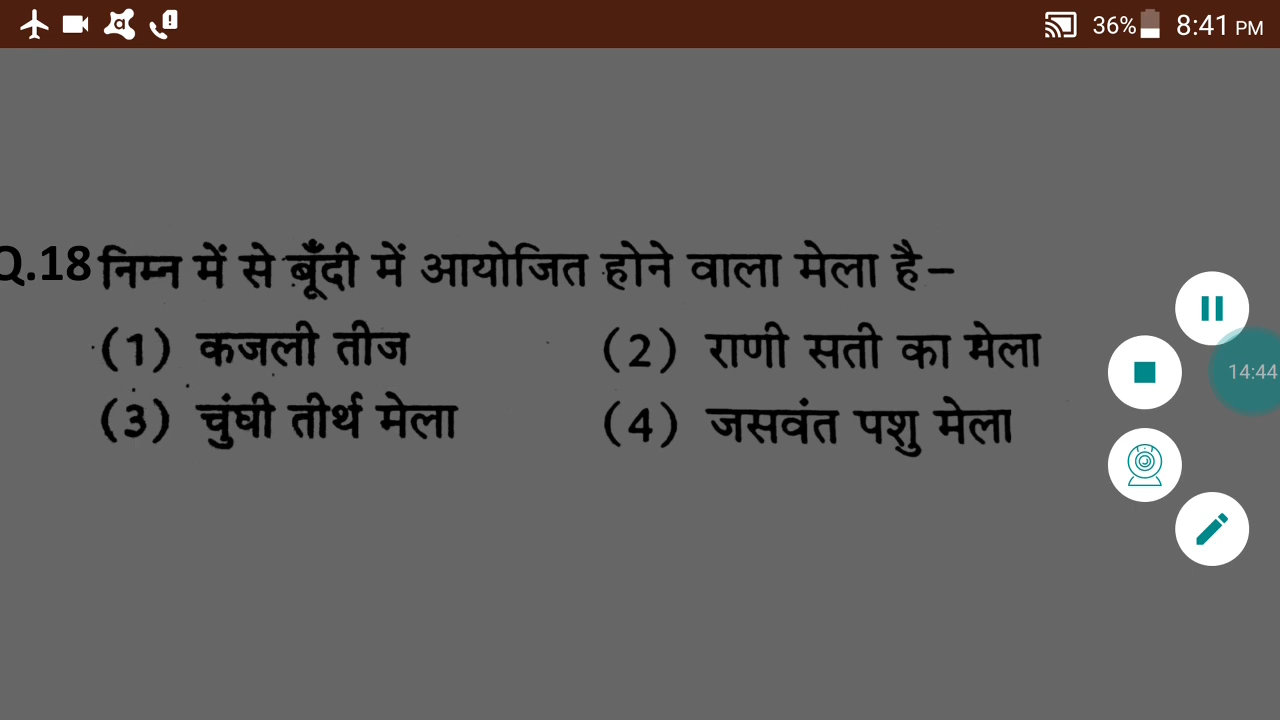 36% 8:41 PM
Q.18 निम्न में से बूँदी में आयोजित होने वाला मेला है–
(1) कजली तीज (2) राणी सती का मेला
(3) चुंघी तीर्थ मेला (4) जसवंत पशु मेला
14:44